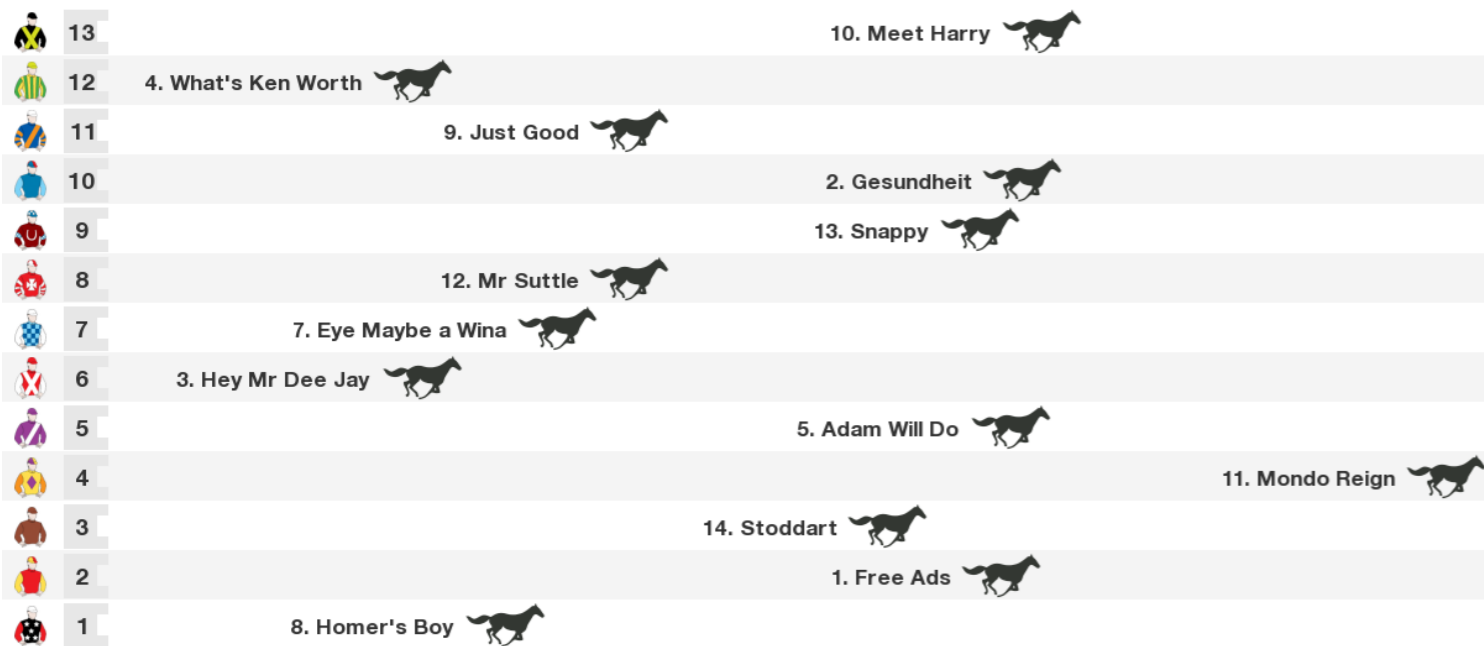 13 10. Meet Harry
12 4. What's Ken Worth
11 9. Just Good
10 2. Gesundheit
9 13. Snappy
8 12. Mr Suttle
7 7. Eye Maybe a Wina
6 3. Hey Mr Dee Jay
5 5. Adam Will Do
4 11. Mondo Reign
3 14. Stoddart
2 1. Free Ads
1 8. Homer's Boy